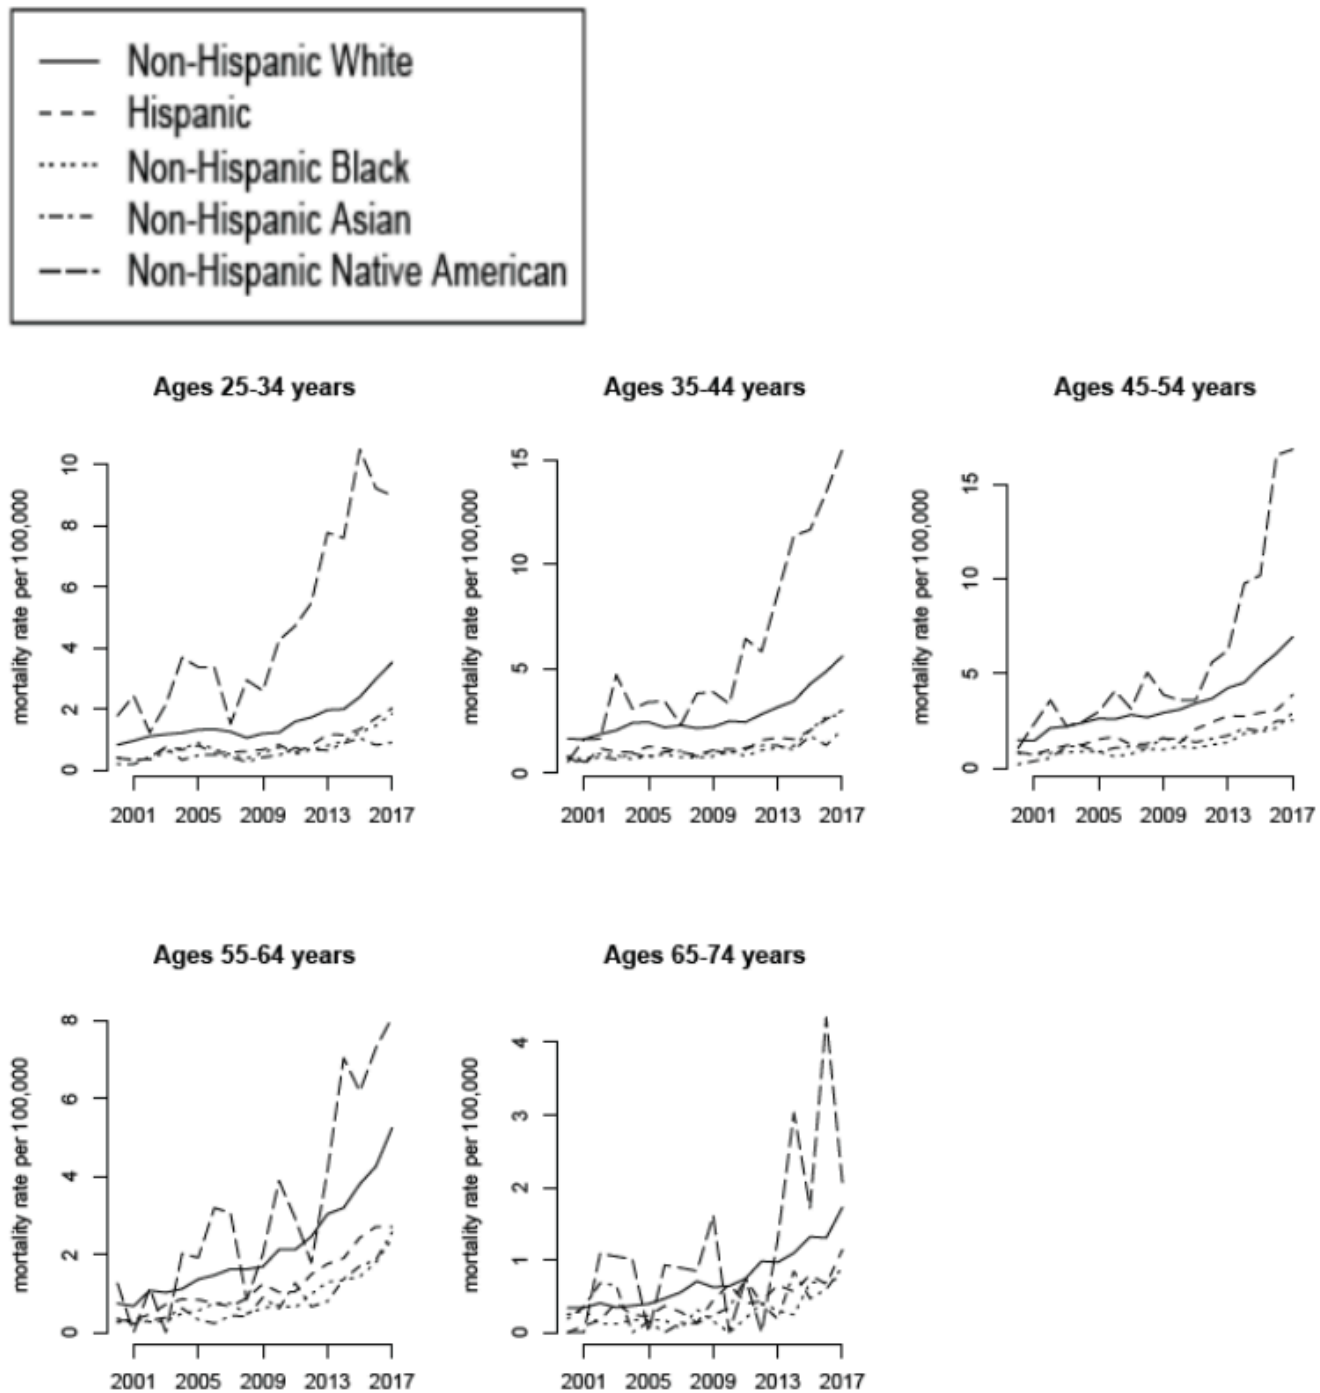 Non-Hispanic White
Hispanic
Non-Hispanic Black
Non-Hispanic Asian
Non-Hispanic Native American
Ages 25-34 years
mortality rate per 100,000
0 2 4 6 8 10
2001 2005 2009 2013 2017
Ages 35-44 years
mortality rate per 100,000
0 5 10 15
2001 2005 2009 2013 2017
Ages 45-54 years
mortality rate per 100,000
0 5 10 15
2001 2005 2009 2013 2017
Ages 55-64 years
mortality rate per 100,000
0 2 4 6 8
2001 2005 2009 2013 2017
Ages 65-74 years
mortality rate per 100,000
0 1 2 3 4
2001 2005 2009 2013 2017